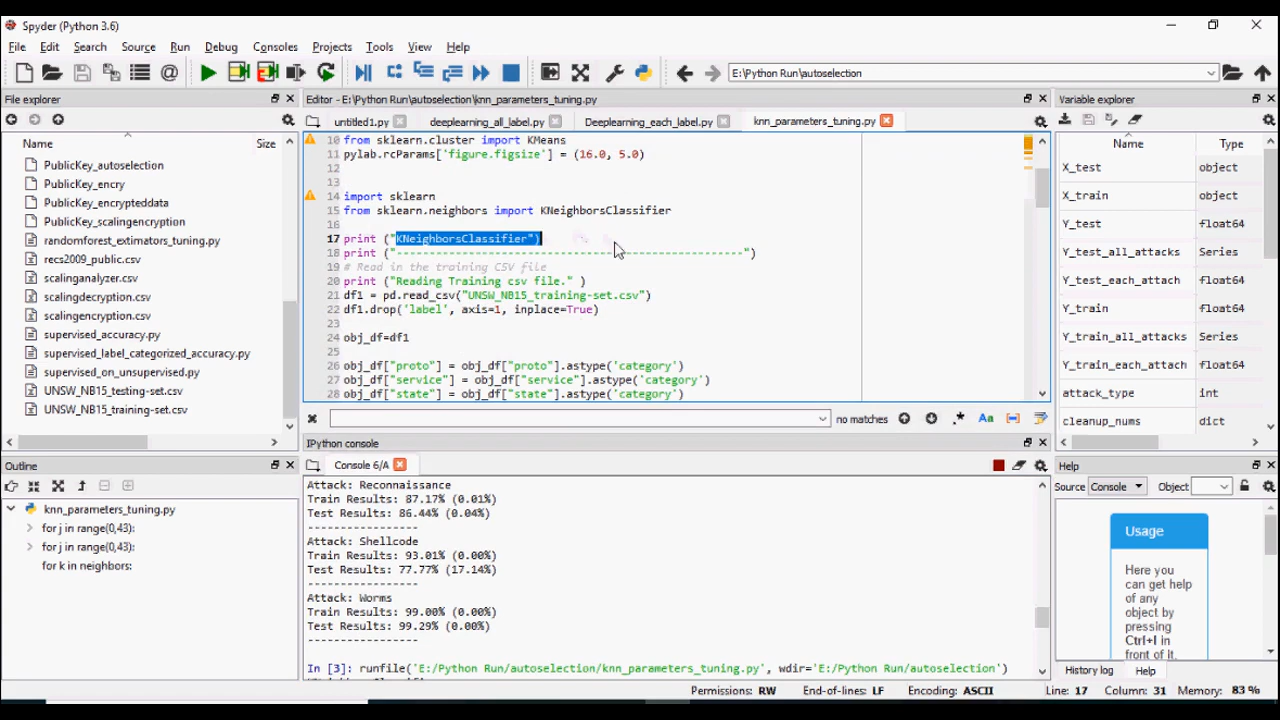 Spyder (Python 3.6)
File Edit Search Source Run Debug Consoles Projects Tools View Help
E:\Python Run\autoselection
File explorer
Name Size
PublicKey_autoselection
PublicKey_encry
PublicKey_encrypteddata
PublicKey_scalingencryption
randomforest_extimators_tuning.py
recs2009_public.csv
scalinganalyzer.csv
scalingdecryption.csv
scalingencryption.csv
supervised_accuracy.py
supervised_label_categorized_accuracy.py
supervised_on_unsupervised.py
UNSW_NB15_testing-set.csv
UNSW_NB15_training-set.csv
Outline
knn_parameters_tuning.py
for j in range(0,43):
for j in range(0,43):
for k in neighbors:
Editor - E:\Python Run\autoselection\knn_parameters_tuning.py
untitled1.py deeplearning_all_label.py Deeplearning_each_label.py knn_parameters_tuning.py
10 from sklearn.cluster import KMeans
11 pylab.rcParams['figure.figsize'] = (16.0, 5.0)
12
13
14 import sklearn
15 from sklearn.neighbors import KNeighborsClassifier
16
17 print ("KNeighborsClassifier")
18 print ("-------------------------------------------------")
19 # Read in the training CSV file
20 print ("Reading Training csv file." )
21 df1 = pd.read_csv("UNSW_NB15_training-set.csv")
22 df1.drop('label', axis=1, inplace=True)
23
24 obj_df=df1
25
26 obj_df["proto"] = obj_df["proto"].astype('category')
27 obj_df["service"] = obj_df["service"].astype('category')
28 obj_df["state"] = obj_df["state"].astype('category')
no matches .* Aa
IPython console
Console 6/A
Attack: Reconnaissance
Train Results: 87.17% (0.01%)
Test Results: 86.44% (0.04%)
-----------------
Attack: Shellcode
Train Results: 93.01% (0.00%)
Test Results: 77.77% (17.14%)
-----------------
Attack: Worms
Train Results: 99.00% (0.00%)
Test Results: 99.29% (0.00%)
-----------------
In [3]: runfile('E:/Python Run/autoselection/knn_parameters_tuning.py', wdir='E:/Python Run/autoselection')
Variable explorer
Name Type
X_test object
X_train object
Y_test float64
Y_test_all_attacks Series
Y_test_each_attach float64
Y_train float64
Y_train_all_attacks Series
Y_train_each_attach float64
attack_type int
cleanup_nums dict
Help
Source Console Object
Usage
Here you
can get help
of any
object by
pressing
Ctrl+I in
front of it.
History log Help
Permissions: RW End-of-lines: LF Encoding: ASCII Line: 17 Column: 31 Memory: 83 %